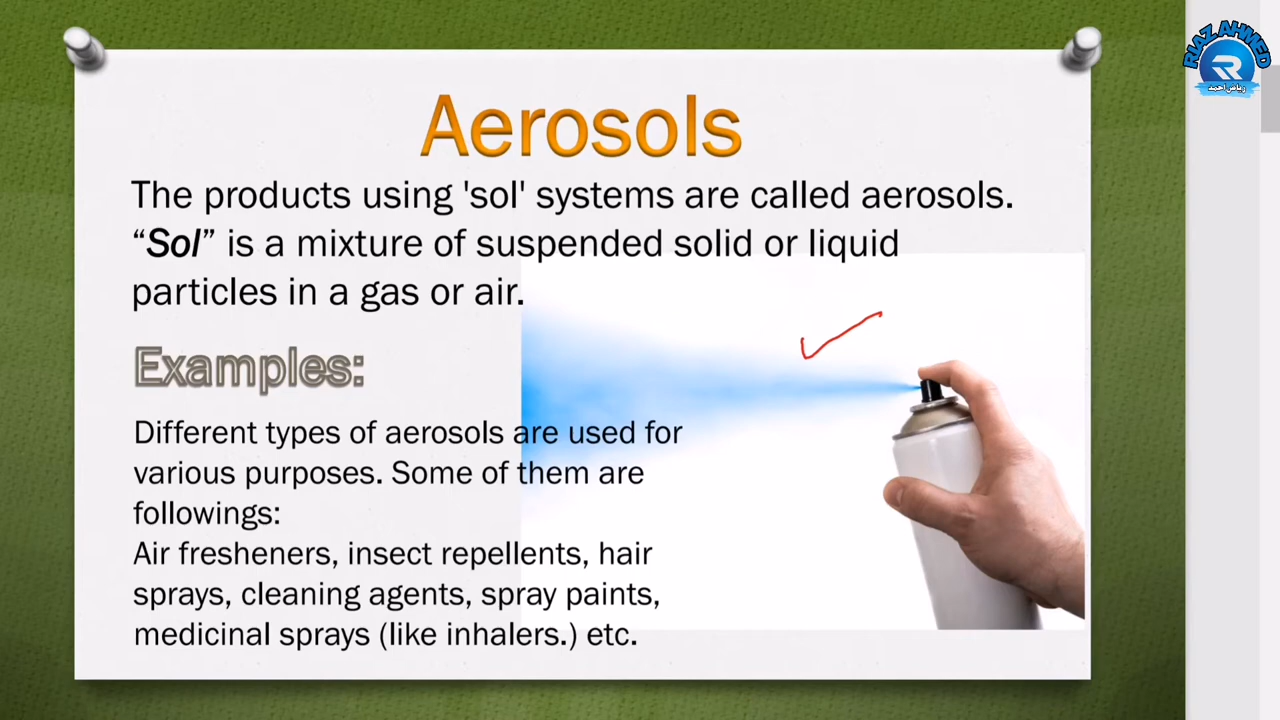 RIAZ AHMED
R
ریاض احمد
Aerosols
The products using 'sol' systems are called aerosols.
“Sol” is a mixture of suspended solid or liquid
particles in a gas or air.
Examples:
Different types of aerosols are used for
various purposes. Some of them are
followings:
Air fresheners, insect repellents, hair
sprays, cleaning agents, spray paints,
medicinal sprays (like inhalers.) etc.